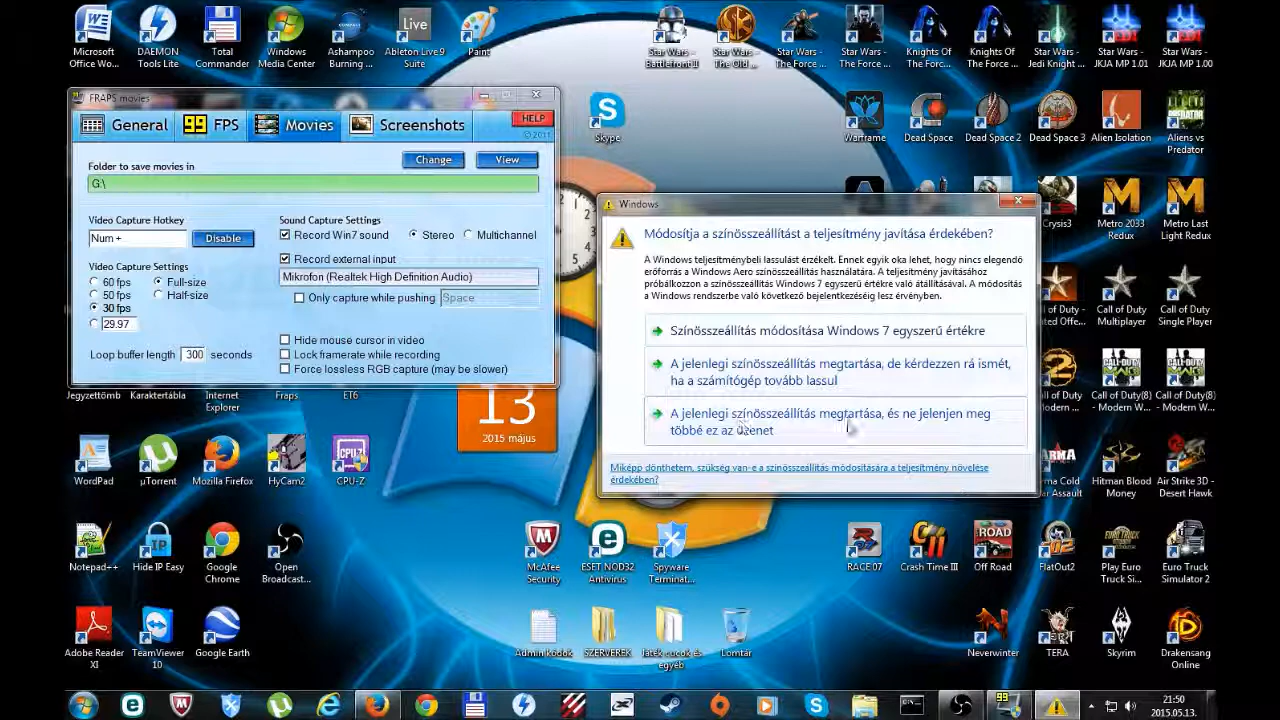 Microsoft Office Wo...
DAEMON Tools Lite
Total Commander
Windows Media Center
Ashampoo Burning ...
Live
Ableton Live 9 Suite
Paint
Star Wars - Battlefront II
Star Wars - The Old ...
Star Wars - The Force ...
Star Wars - The Force ...
Knights Of The Force...
Knights Of The Force ...
Star Wars - Jedi Knight ...
Star Wars - JKJA MP 1.01
Star Wars - JKJA MP 1.00
FRAPS movies
General
99 FPS
Movies
Screenshots
HELP
© 2011
Folder to save movies in
Change
View
G:\
Video Capture Hotkey
Num +
Disable
Video Capture Settings
60 fps
50 fps
30 fps
29.97
Full-size
Half-size
Loop buffer length 300 seconds
Sound Capture Settings
Record Win7 sound
Stereo
Multichannel
Record external input
Mikrofon (Realtek High Definition Audio)
Only capture while pushing
Space
Hide mouse cursor in video
Lock framerate while recording
Force lossless RGB capture (may be slower)
Skype
Warframe
Dead Space
Dead Space 2
Dead Space 3
Alien Isolation
Aliens vs Predator
Windows
Módosítja a színösszeállítást a teljesítmény javítása érdekében?
A Windows teljesítménybeli lassulást érzékelt. Ennek egyik oka lehet, hogy nincs elegendő
erőforrás a Windows Aero színösszeállítás használatára. A teljesítmény javításához
próbálkozzon a színösszeállítás Windows 7 egyszerű értékre való átállításával. A módosítás
a Windows rendszerbe való következő bejelentkezéséig lesz érvényben.
Színösszeállítás módosítása Windows 7 egyszerű értékre
A jelenlegi színösszeállítás megtartása, de kérdezzen rá ismét,
ha a számítógép tovább lassul
A jelenlegi színösszeállítás megtartása, és ne jelenjen meg
többé ez az üzenet
Miképp dönthetem, szükség van-e a színösszeállítás módosítására a teljesítmény növelése
érdekében?
Crysis3
Metro 2033 Redux
Metro Last Light Redux
Call of Duty Multiplayer
Call of Duty Single Player
Jegyzettömb
Karaktertábla
Internet Explorer
Fraps
ET6
13
2015 május
Call of Duty(8) - Modern W...
Call of Duty(8) - Modern W...
WordPad
µTorrent
Mozilla Firefox
HyCam2
CPU-Z
Hitman Blood Money
Air Strike 3D - Desert Hawk
Notepad++
Hide IP Easy
Google Chrome
Open Broadcast...
McAfee Security
ESET NOD32 Antivirus
Spyware Terminat...
RACE 07
Crash Time III
Off Road
FlatOut2
Play Euro Truck Si...
Euro Truck Simulator 2
Adobe Reader XI
TeamViewer 10
Google Earth
Admin kódok
SZERVEREK
Játék cuccok és egyéb
Lomtár
Neverwinter
TERA
Skyrim
Drakensang Online
21:50
2015.05.13.